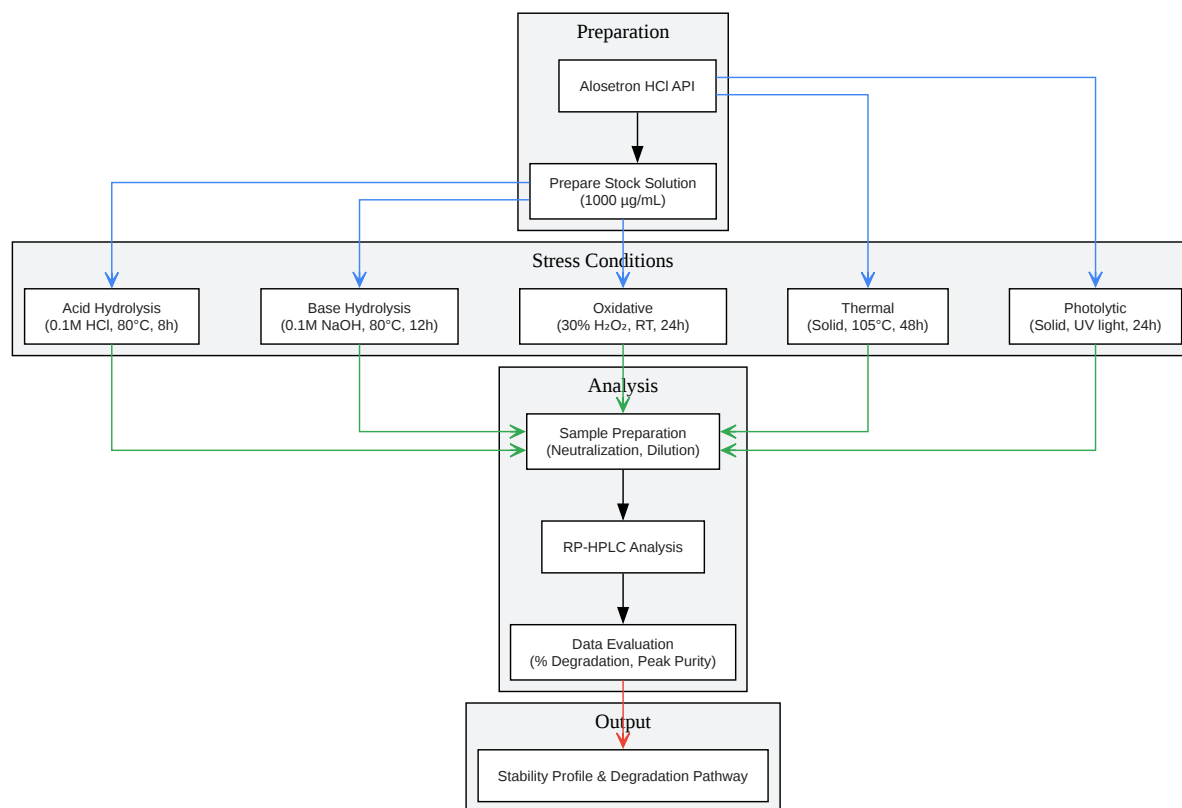 Preparation
Alosetron HCl API
Prepare Stock Solution
(1000 µg/mL)
Stress Conditions
Acid Hydrolysis
(0.1M HCl, 80°C, 8h)
Base Hydrolysis
(0.1M NaOH, 80°C, 12h)
Oxidative
(30% H₂O₂, RT, 24h)
Thermal
(Solid, 105°C, 48h)
Photolytic
(Solid, UV light, 24h)
Analysis
Sample Preparation
(Neutralization, Dilution)
RP-HPLC Analysis
Data Evaluation
(% Degradation, Peak Purity)
Output
Stability Profile & Degradation Pathway